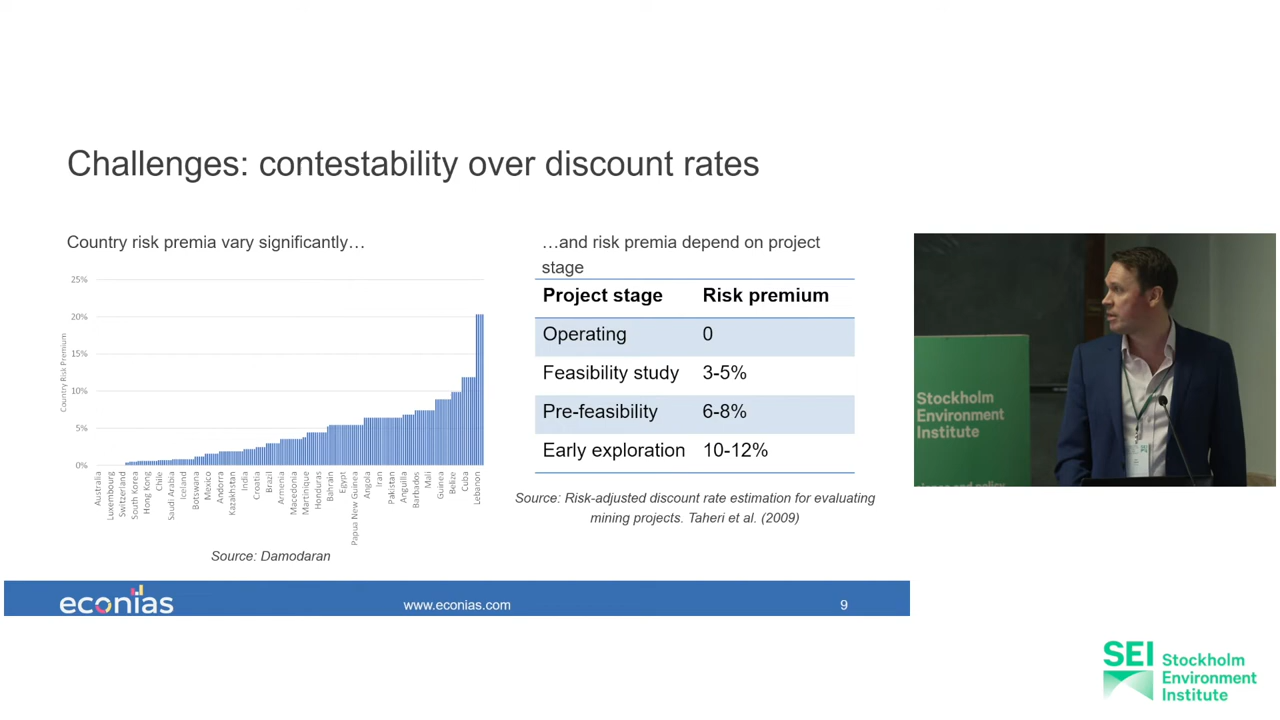 Challenges: contestability over discount rates
Country risk premia vary significantly…
25%
20%
15%
10%
5%
0%
Country Risk Premium
Australia
Luxembourg
Switzerland
South Korea
Hong Kong
Chile
Saudi Arabia
Iceland
Botswana
Mexico
Andorra
Kazakhstan
India
Croatia
Brazil
Armenia
Macedonia
Martinique
Honduras
Bahrain
Egypt
Papua New Guinea
Angola
Iran
Pakistan
Anguilla
Barbados
Mali
Guinea
Belize
Cuba
Lebanon
Source: Damodaran
…and risk premia depend on project
stage
Project stage Risk premium
Operating 0
Feasibility study 3-5%
Pre-feasibility 6-8%
Early exploration 10-12%
Source: Risk-adjusted discount rate estimation for evaluating
mining projects. Taheri et al. (2009)
econias
www.econias.com
9
Stockholm
Environment
Institute
science and policy
SEI Stockholm
Environment
Institute